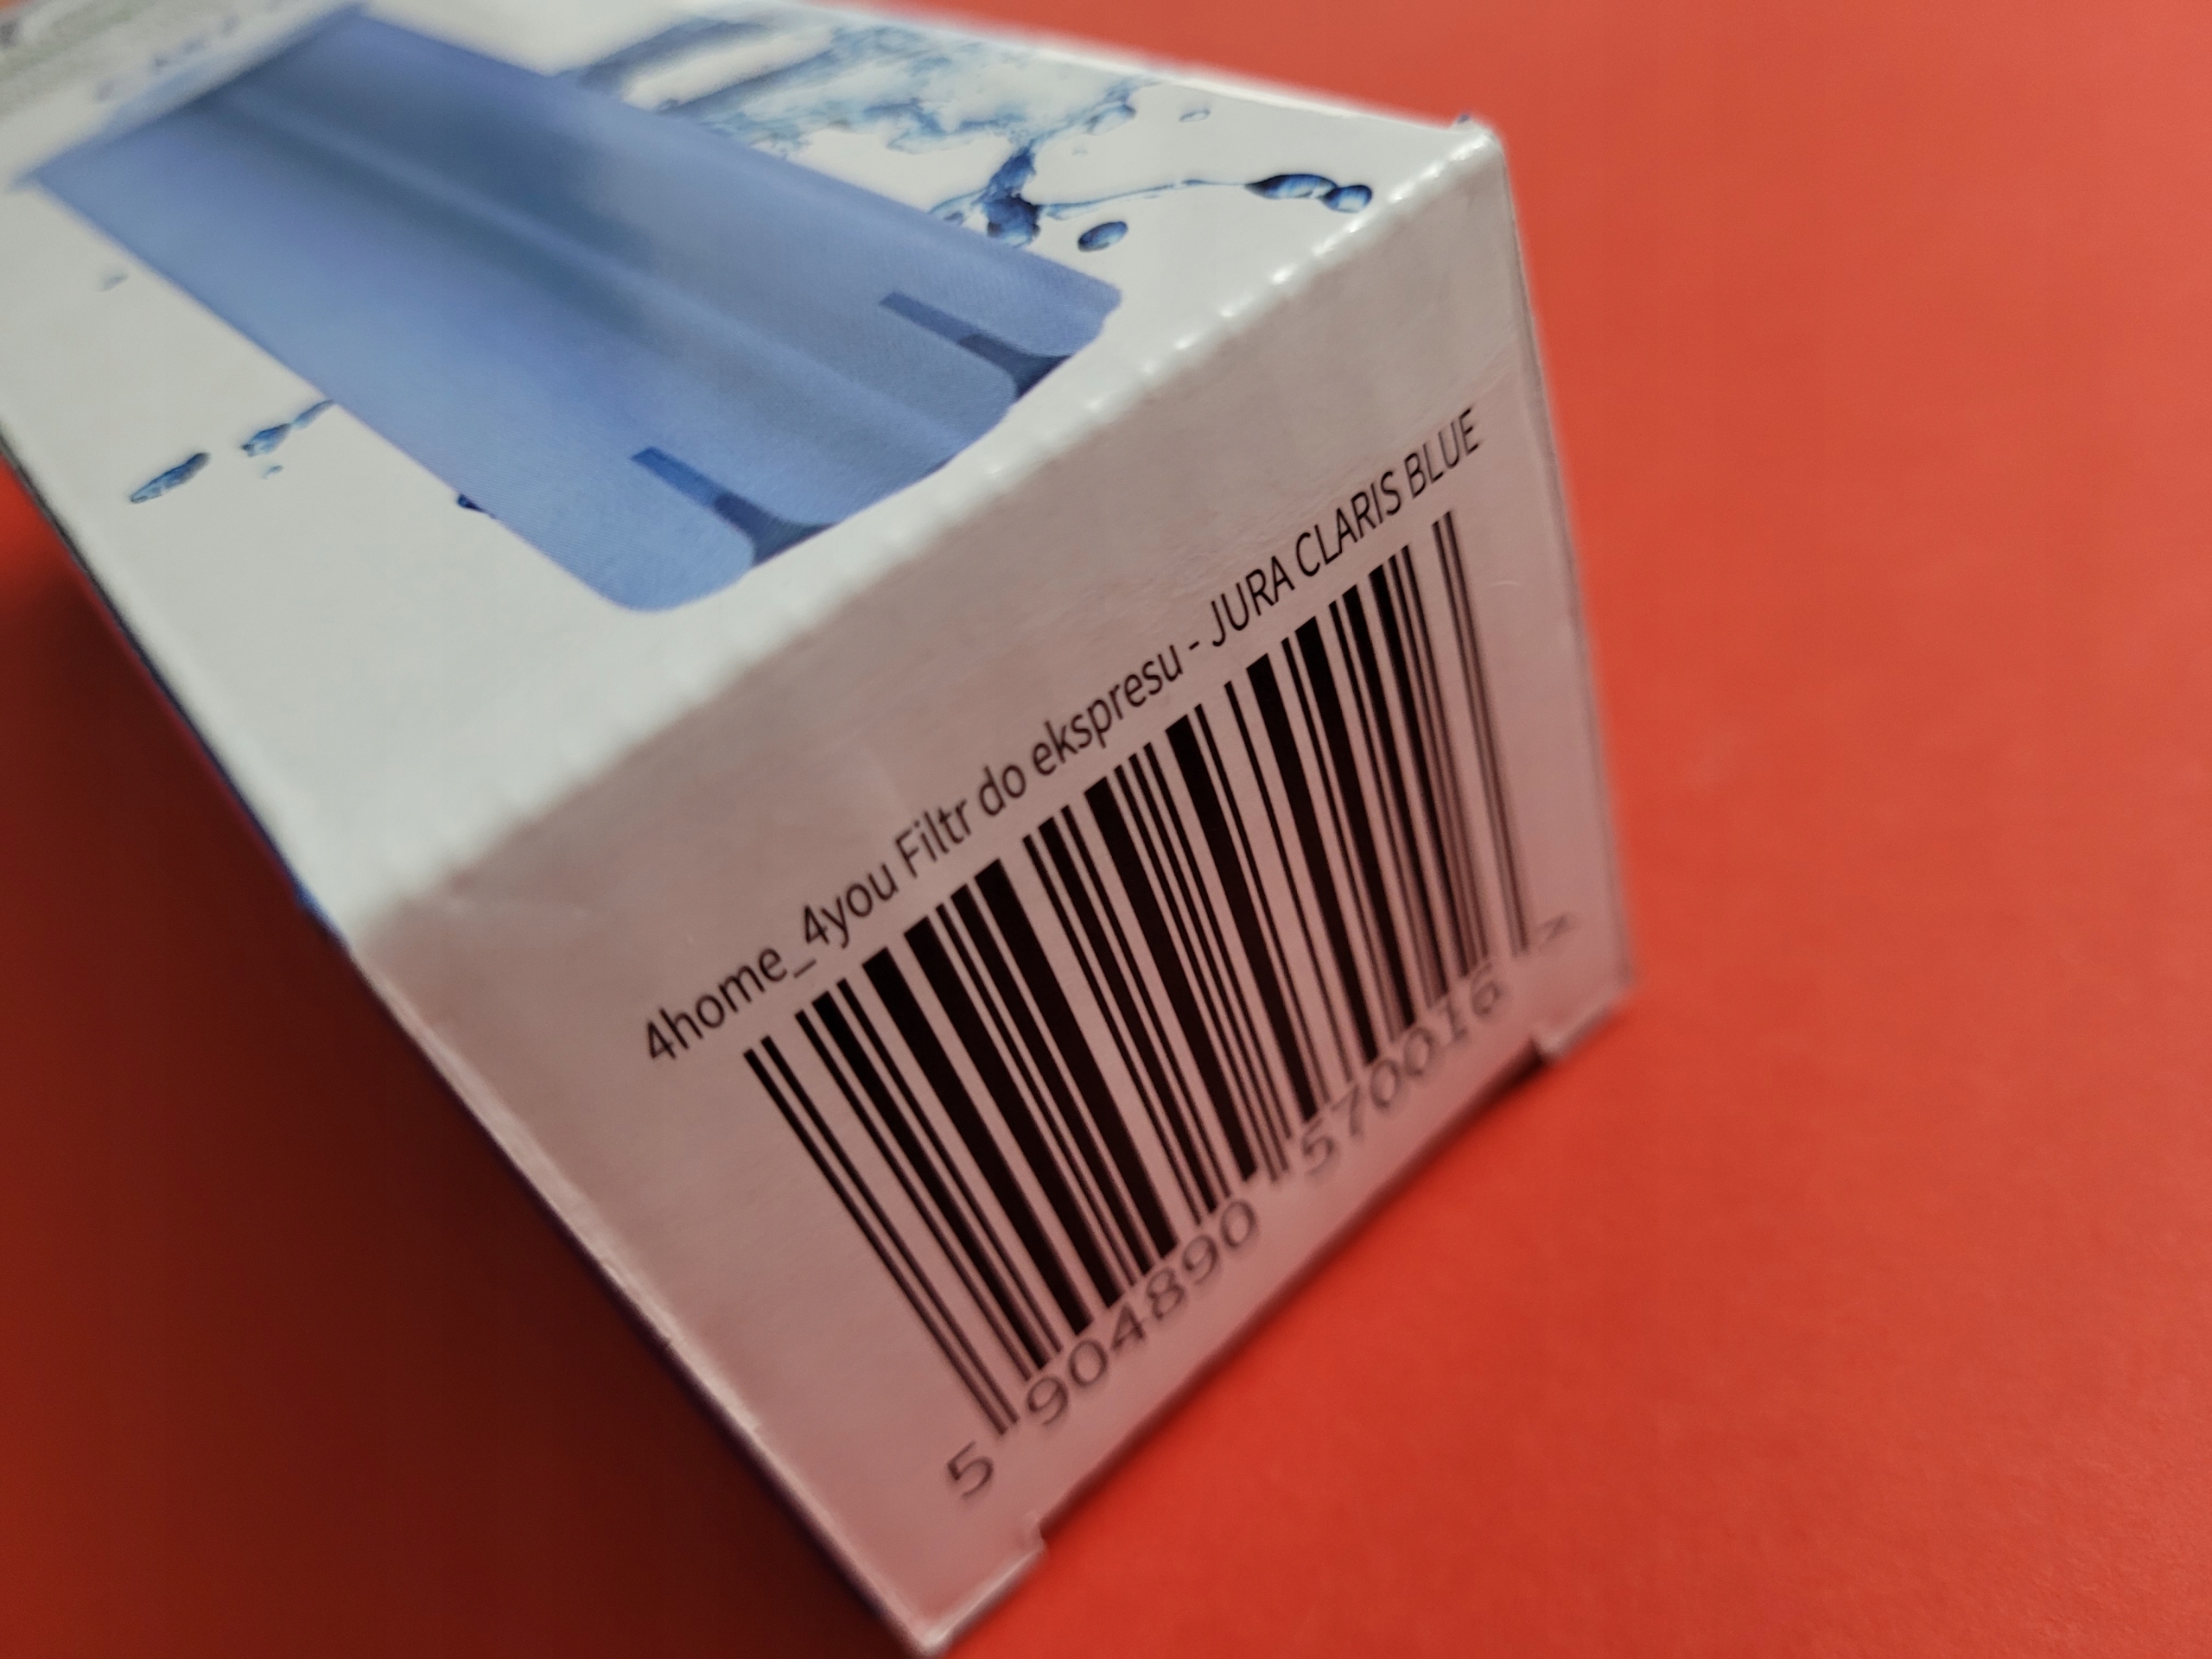 4home_4you Filtr do ekspresu - JURA CLARIS BLUE
5 904890 570016 >